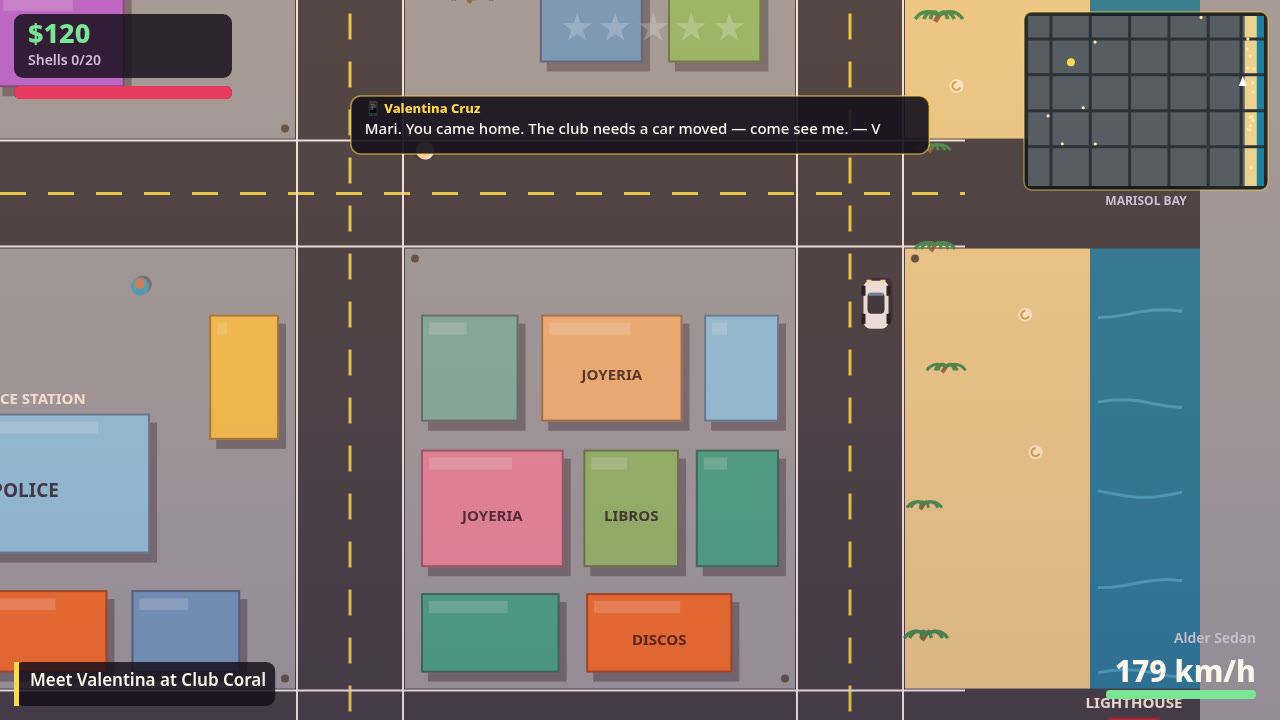 $120
Shells 0/20
Valentina Cruz
Mari. You came home. The club needs a car moved — come see me. — V
MARISOL BAY
JOYERIA
CE STATION
POLICE
JOYERIA
LIBROS
DISCOS
Alder Sedan
179 km/h
Meet Valentina at Club Coral
LIGHTHOUSE